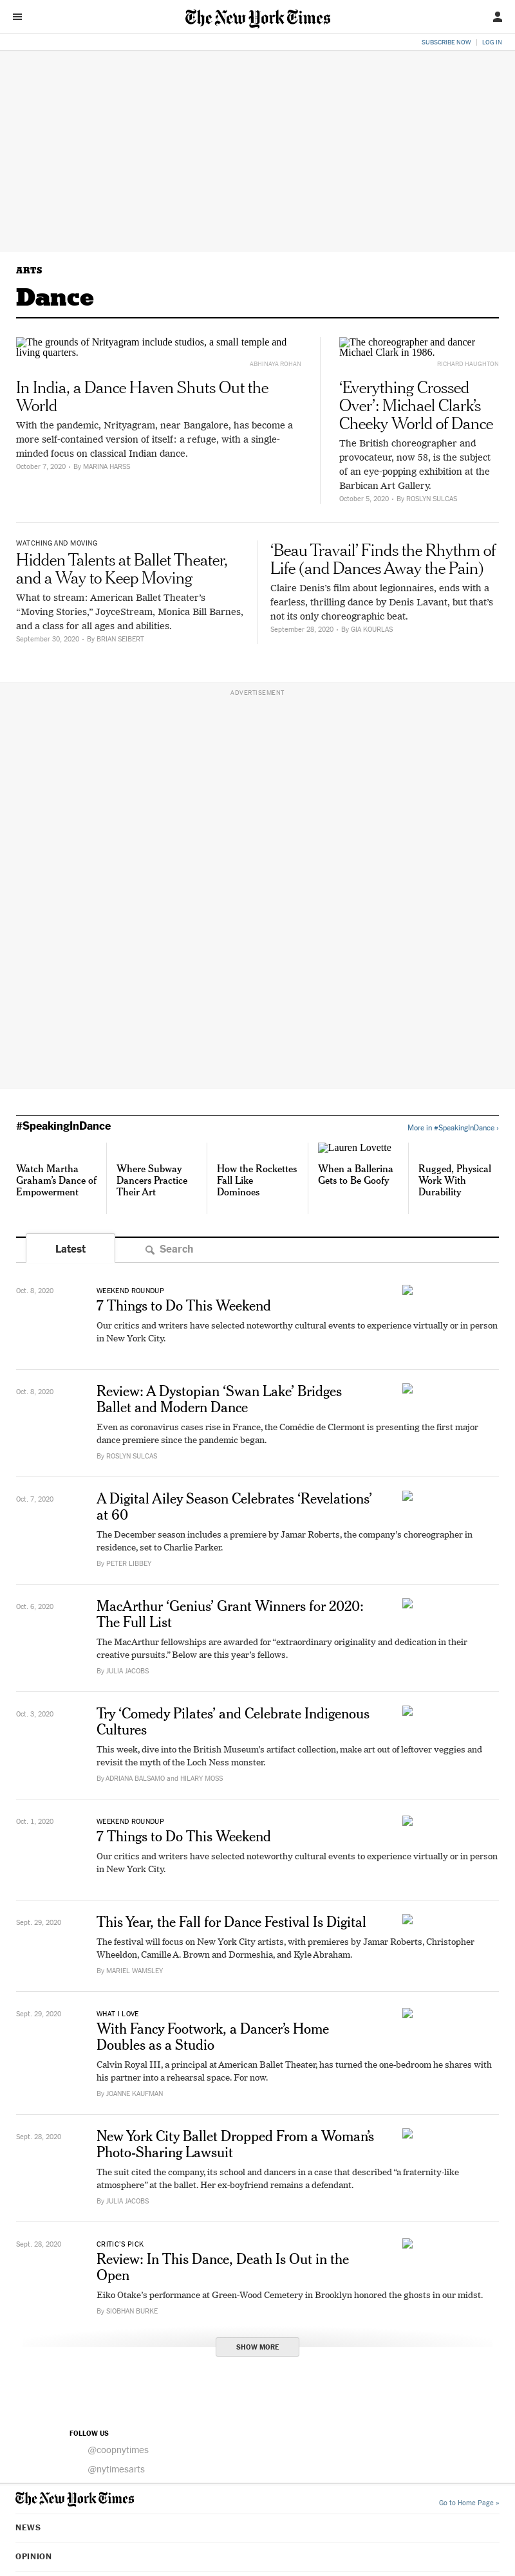 The New York Times
SUBSCRIBE NOW | LOG IN
ARTS
Dance
The grounds of Nrityagram include studios, a small temple and
living quarters.
ABHINAYA ROHAN
In India, a Dance Haven Shuts Out the
World
With the pandemic, Nrityagram, near Bangalore, has become a
more self-contained version of itself: a refuge, with a single-
minded focus on classical Indian dance.
October 7, 2020 • By MARINA HARSS
The choreographer and dancer
Michael Clark in 1986.
RICHARD HAUGHTON
‘Everything Crossed
Over’: Michael Clark’s
Cheeky World of Dance
The British choreographer and
provocateur, now 58, is the subject
of an eye-popping exhibition at the
Barbican Art Gallery.
October 5, 2020 • By ROSLYN SULCAS
WATCHING AND MOVING
Hidden Talents at Ballet Theater,
and a Way to Keep Moving
What to stream: American Ballet Theater’s
“Moving Stories,” JoyceStream, Monica Bill Barnes,
and a class for all ages and abilities.
September 30, 2020 • By BRIAN SEIBERT
‘Beau Travail’ Finds the Rhythm of
Life (and Dances Away the Pain)
Claire Denis’s film about legionnaires, ends with a
fearless, thrilling dance by Denis Lavant, but that’s
not its only choreographic beat.
September 28, 2020 • By GIA KOURLAS
ADVERTISEMENT
#SpeakingInDance
More in #SpeakingInDance ›
Watch Martha
Graham’s Dance of
Empowerment
Where Subway
Dancers Practice
Their Art
How the Rockettes
Fall Like
Dominoes
Lauren Lovette
When a Ballerina
Gets to Be Goofy
Rugged, Physical
Work With
Durability
Latest
Search
Oct. 8, 2020
WEEKEND ROUNDUP
7 Things to Do This Weekend
Our critics and writers have selected noteworthy cultural events to experience virtually or in person
in New York City.
Oct. 8, 2020
Review: A Dystopian ‘Swan Lake’ Bridges
Ballet and Modern Dance
Even as coronavirus cases rise in France, the Comédie de Clermont is presenting the first major
dance premiere since the pandemic began.
By ROSLYN SULCAS
Oct. 7, 2020
A Digital Ailey Season Celebrates ‘Revelations’
at 60
The December season includes a premiere by Jamar Roberts, the company’s choreographer in
residence, set to Charlie Parker.
By PETER LIBBEY
Oct. 6, 2020
MacArthur ‘Genius’ Grant Winners for 2020:
The Full List
The MacArthur fellowships are awarded for “extraordinary originality and dedication in their
creative pursuits.” Below are this year’s fellows.
By JULIA JACOBS
Oct. 3, 2020
Try ‘Comedy Pilates’ and Celebrate Indigenous
Cultures
This week, dive into the British Museum’s artifact collection, make art out of leftover veggies and
revisit the myth of the Loch Ness monster.
By ADRIANA BALSAMO and HILARY MOSS
Oct. 1, 2020
WEEKEND ROUNDUP
7 Things to Do This Weekend
Our critics and writers have selected noteworthy cultural events to experience virtually or in person
in New York City.
Sept. 29, 2020
This Year, the Fall for Dance Festival Is Digital
The festival will focus on New York City artists, with premieres by Jamar Roberts, Christopher
Wheeldon, Camille A. Brown and Dormeshia, and Kyle Abraham.
By MARIEL WAMSLEY
Sept. 29, 2020
WHAT I LOVE
With Fancy Footwork, a Dancer’s Home
Doubles as a Studio
Calvin Royal III, a principal at American Ballet Theater, has turned the one-bedroom he shares with
his partner into a rehearsal space. For now.
By JOANNE KAUFMAN
Sept. 28, 2020
New York City Ballet Dropped From a Woman’s
Photo-Sharing Lawsuit
The suit cited the company, its school and dancers in a case that described “a fraternity-like
atmosphere” at the ballet. Her ex-boyfriend remains a defendant.
By JULIA JACOBS
Sept. 28, 2020
CRITIC’S PICK
Review: In This Dance, Death Is Out in the
Open
Eiko Otake’s performance at Green-Wood Cemetery in Brooklyn honored the ghosts in our midst.
By SIOBHAN BURKE
SHOW MORE
FOLLOW US
@coopnytimes
@nytimesarts
The New York Times
Go to Home Page »
NEWS
OPINION